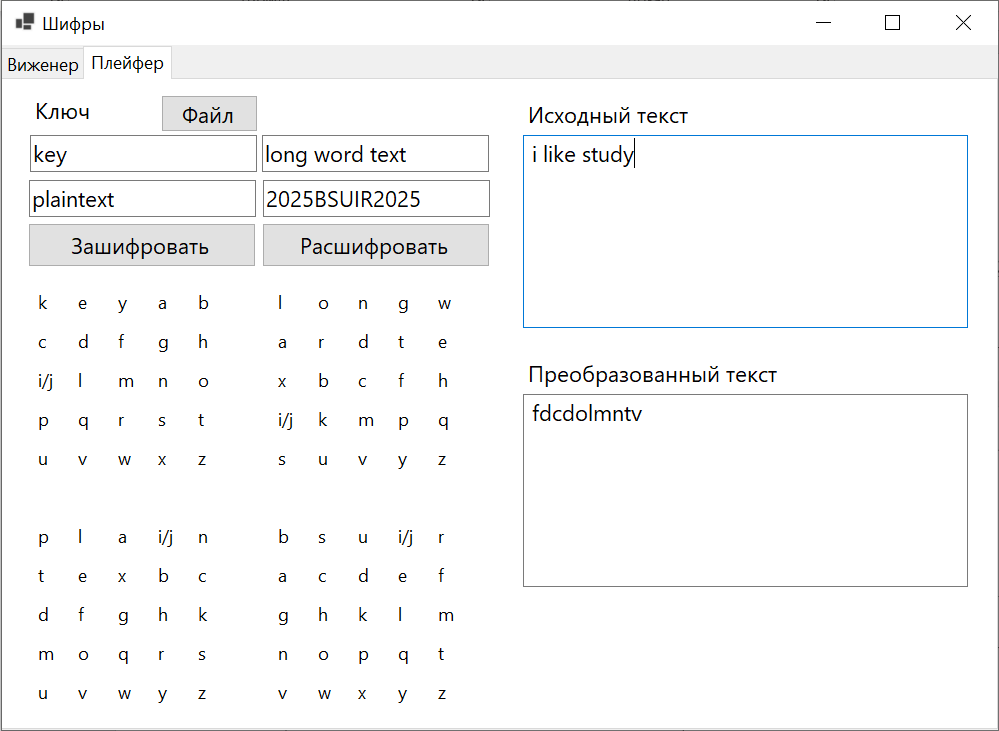 Шифры
Виженер Плейфер
Ключ Файл
key long word text
plaintext 2025BSUIR2025
Зашифровать Расшифровать
k e y a b l o n g w
c d f g h a r d t e
i/j l m n o x b c f h
p q r s t i/j k m p q
u v w x z s u v y z
p l a i/j n b s u i/j r
t e x b c a c d e f
d f g h k g h k l m
m o q r s n o p q t
u v w y z v w x y z
Исходный текст
i like study
Преобразованный текст
fdcdolmntv